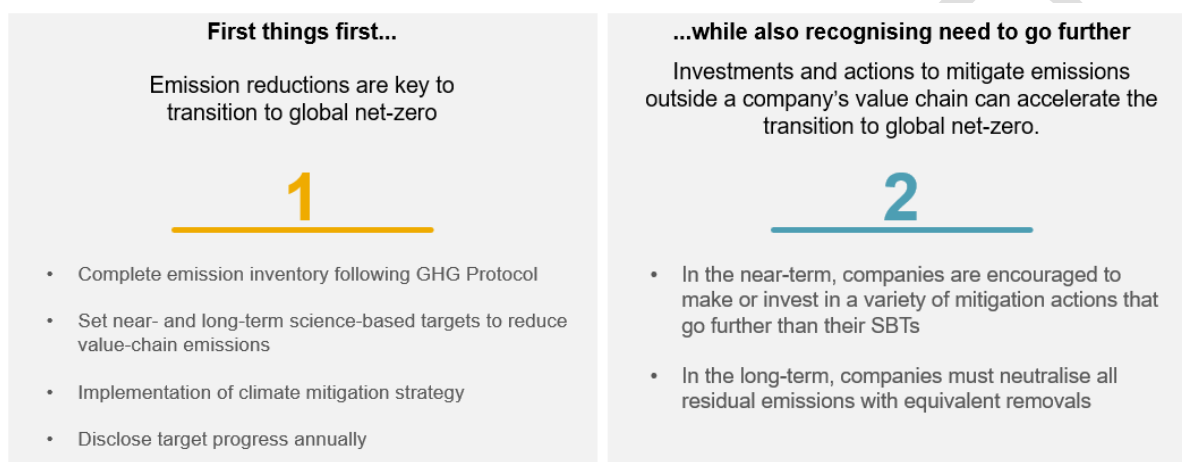 First things first...
Emission reductions are key to
transition to global net-zero
1
• Complete emission inventory following GHG Protocol
• Set near- and long-term science-based targets to reduce
value-chain emissions
• Implementation of climate mitigation strategy
• Disclose target progress annually
...while also recognising need to go further
Investments and actions to mitigate emissions
outside a company's value chain can accelerate the
transition to global net-zero.
2
• In the near-term, companies are encouraged to
make or invest in a variety of mitigation actions that
go further than their SBTs
• In the long-term, companies must neutralise all
residual emissions with equivalent removals